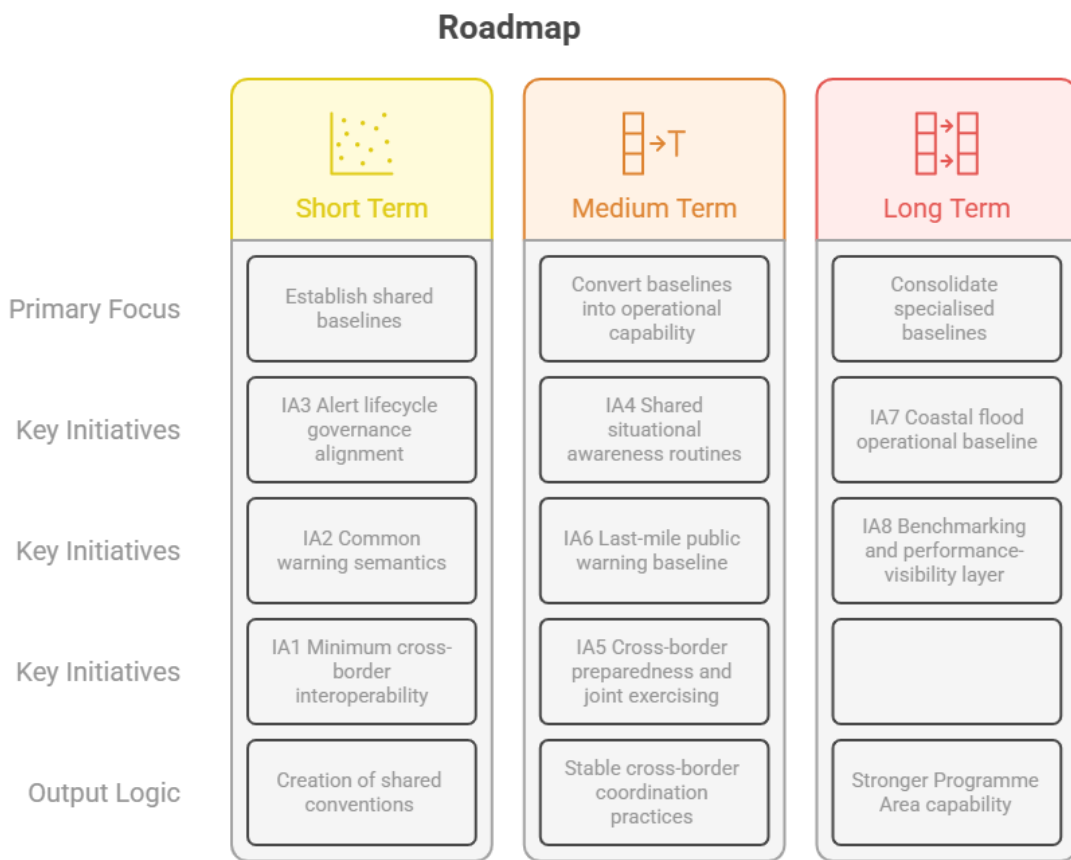 Roadmap
Short Term
Medium Term
Long Term
Primary Focus
Establish shared
baselines
Convert baselines
into operational
capability
Consolidate
specialised
baselines
Key Initiatives
IA3 Alert lifecycle
governance
alignment
IA4 Shared
situational
awareness routines
IA7 Coastal flood
operational baseline
Key Initiatives
IA2 Common
warning semantics
IA6 Last-mile public
warning baseline
IA8 Benchmarking
and performance-
visibility layer
Key Initiatives
IA1 Minimum cross-
border
interoperability
IA5 Cross-border
preparedness and
joint exercising
Output Logic
Creation of shared
conventions
Stable cross-border
coordination
practices
Stronger Programme
Area capability